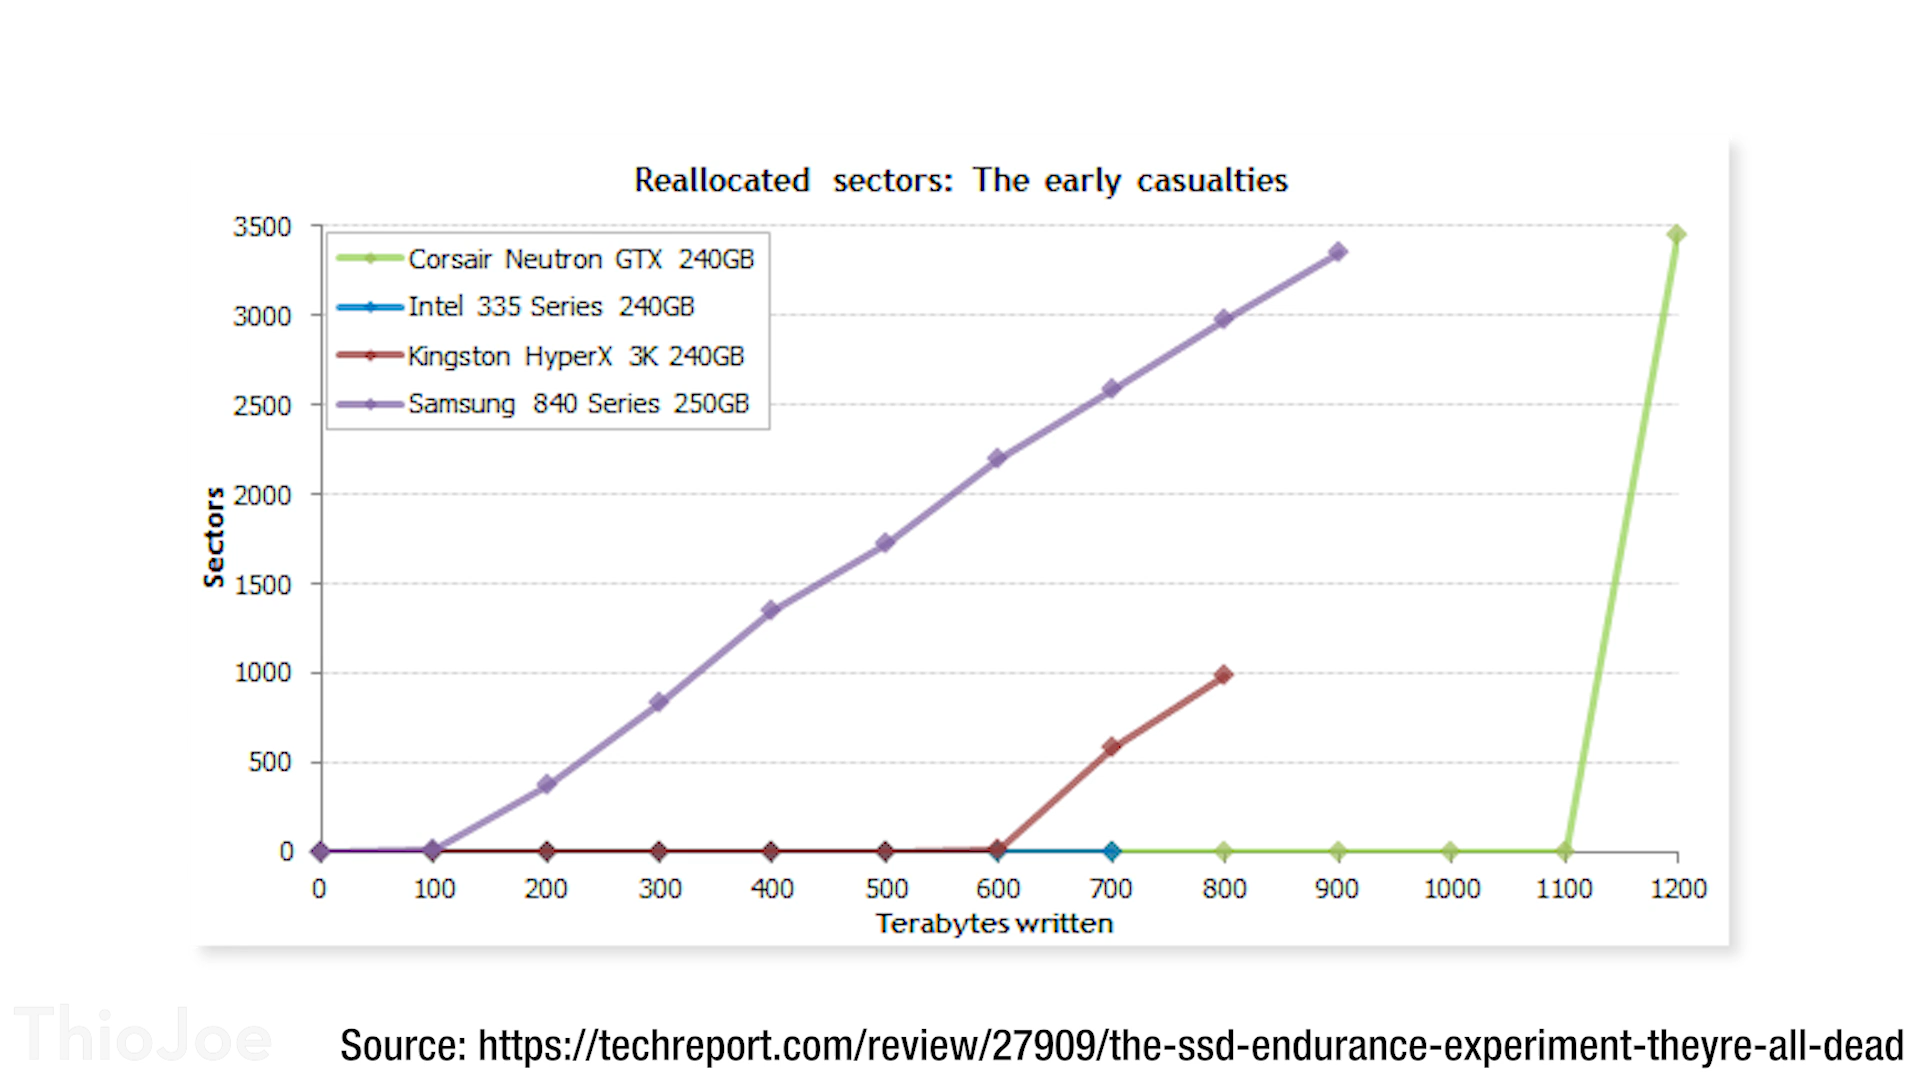 Reallocated sectors: The early casualties
3500
3000
2500
2000
1500
1000
500
0
Sectors
Corsair Neutron GTX 240GB
Intel 335 Series 240GB
Kingston HyperX 3K 240GB
Samsung 840 Series 250GB
0 100 200 300 400 500 600 700 800 900 1000 1100 1200
Terabytes written
ThioJoe
Source: https://techreport.com/review/27909/the-ssd-endurance-experiment-theyre-all-dead